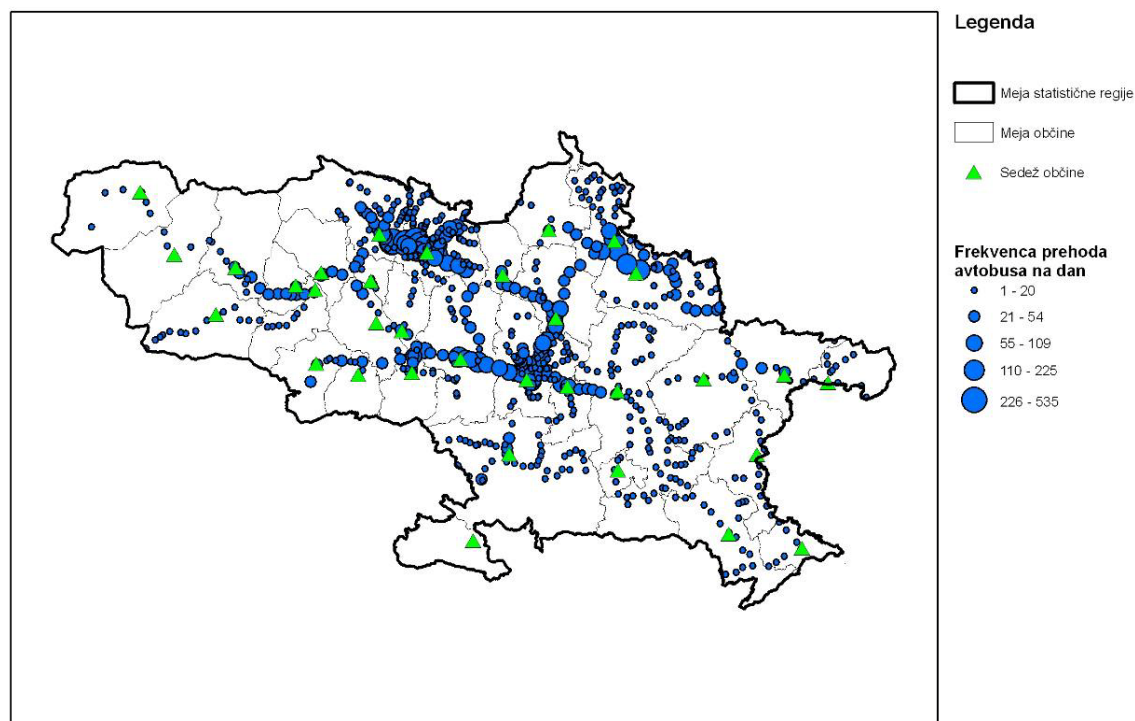 Legenda
Meja statistične regije
Meja občine
Sedež občine
Frekvenca prehoda
avtobusa na dan
1 - 20
21 - 54
55 - 109
110 - 225
226 - 535